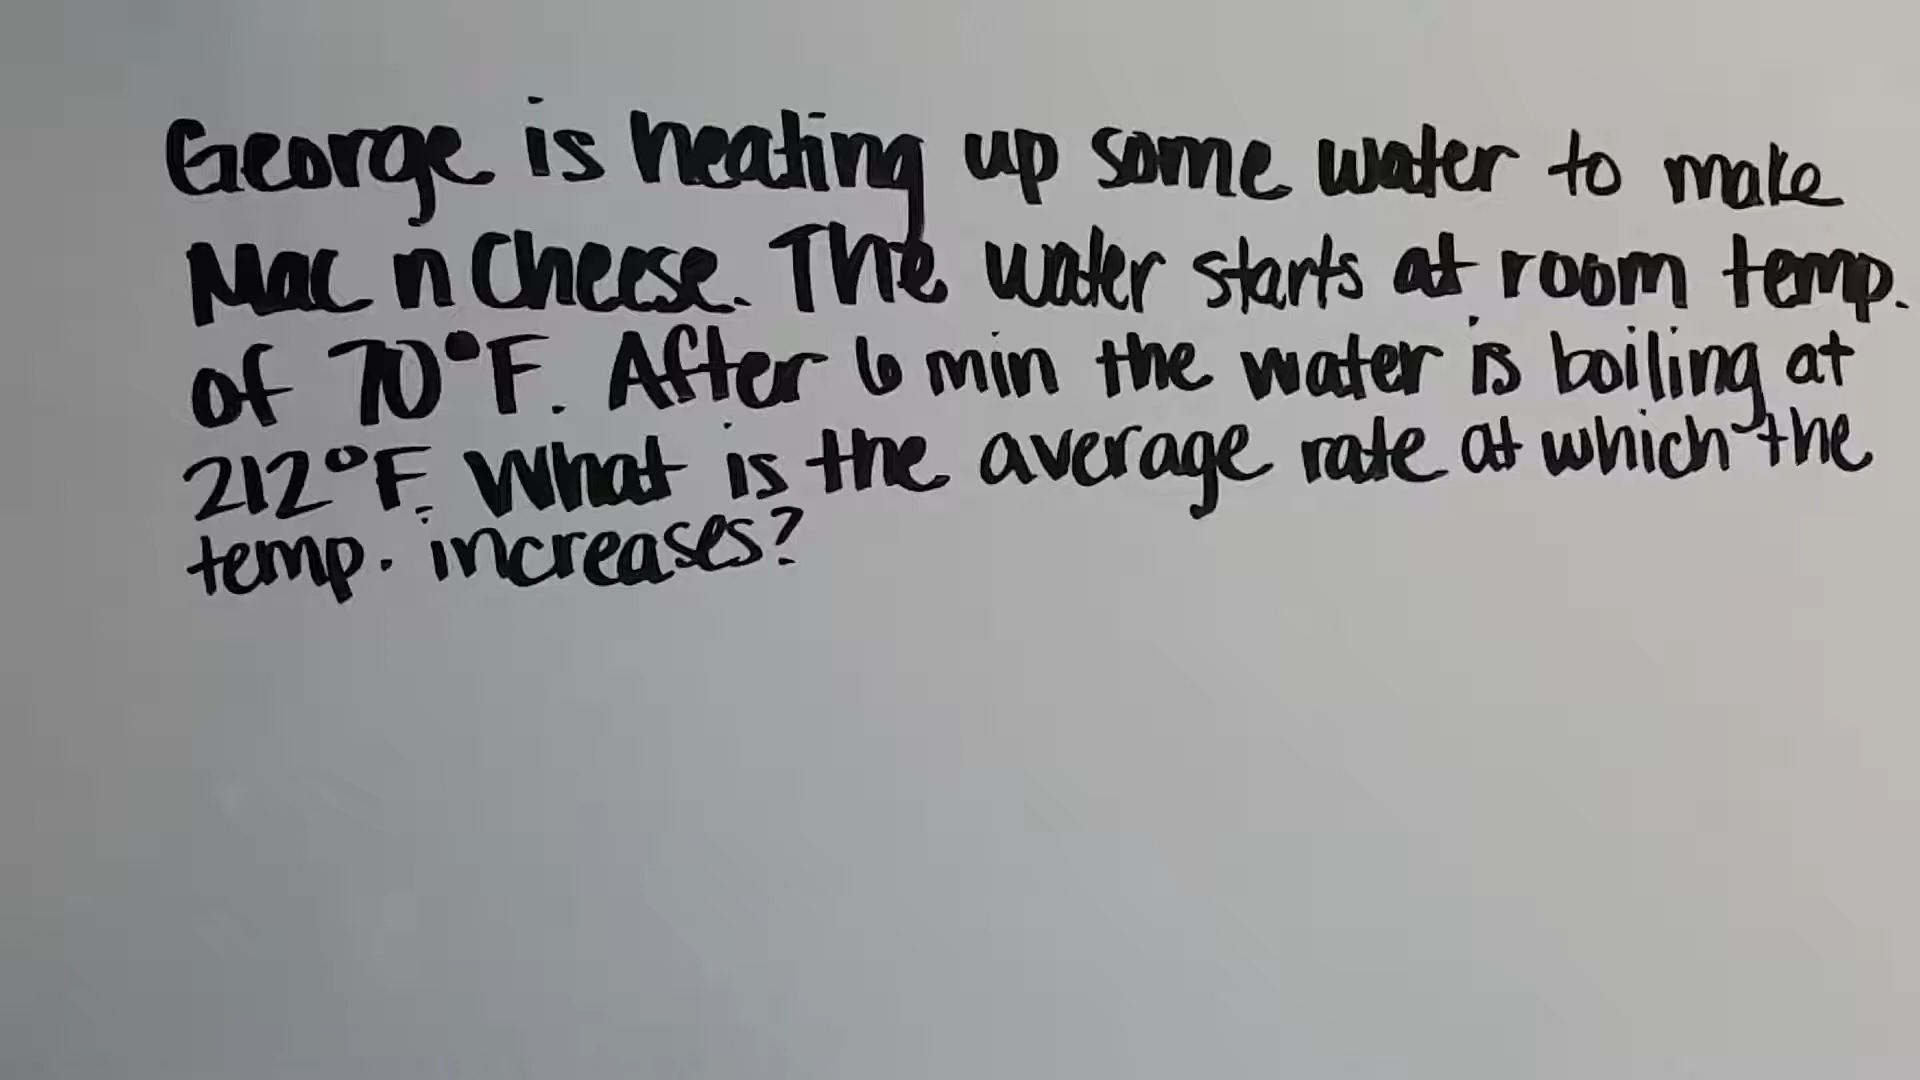 George is heating up some water to make
Mac n Cheese. The water starts at room temp.
of 70°F. After 6 min the water is boiling at
212°F. What is the average rate at which the
temp. increases?